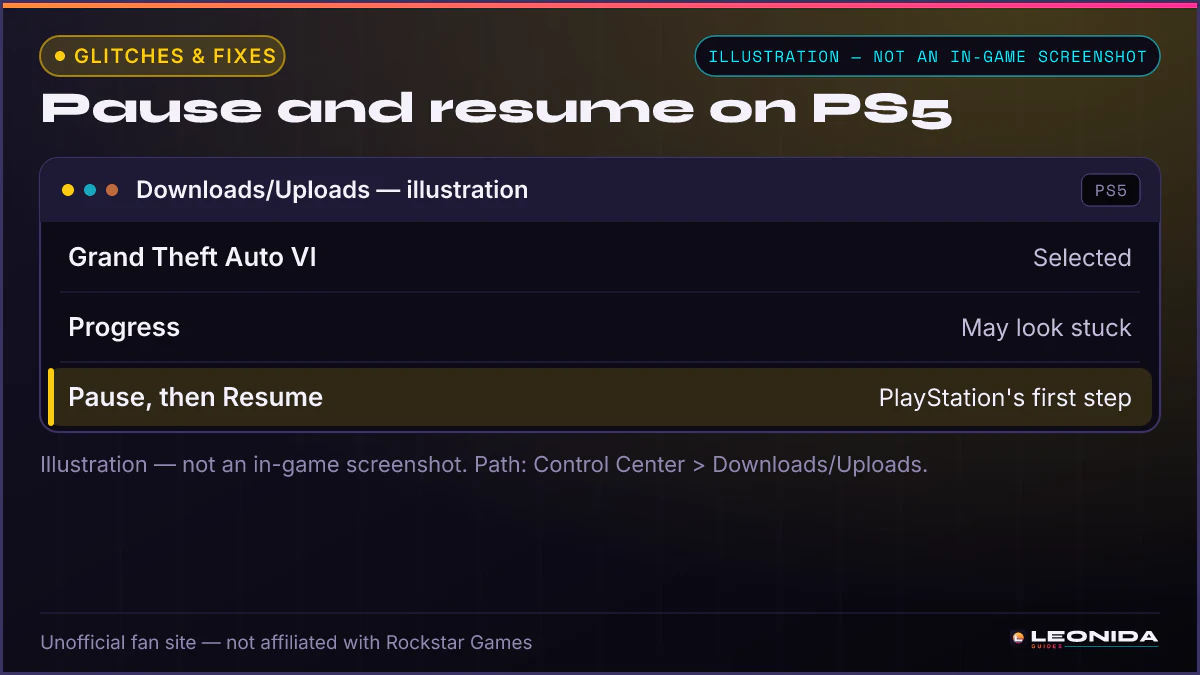 GLITCHES & FIXES
ILLUSTRATION — NOT AN IN-GAME SCREENSHOT
Pause and resume on PS5
Downloads/Uploads — illustration
PS5
Grand Theft Auto VI
Selected
Progress
May look stuck
Pause, then Resume
PlayStation's first step
Illustration — not an in-game screenshot. Path: Control Center > Downloads/Uploads.
Unofficial fan site — not affiliated with Rockstar Games
LEONIDA
GUIDES